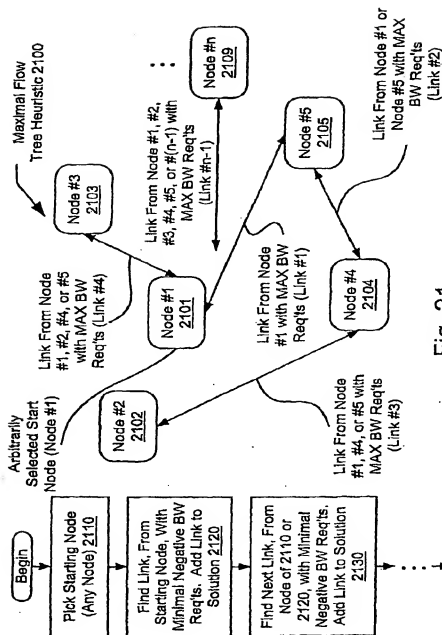 Maximal Flow
Tree Heuristic 2100
Begin
Pick Starting Node
(Any Node) 2110
Find Link, From
Starting Node, With
Minimal Negative BW
Req'ts. Add Link to
Solution 2120
Find Next Link, From
Node of 2110 or
2120, with Minimal
Negative BW Req'ts.
Add Link to Solution
2130
Arbitrarily
Selected Start
Node (Node #1)
Link From Node
#1, #2, #4, or #5
with MAX BW
Req'ts (Link #4)
Node #3
2103
Node #1
2101
Node #2
2102
Link From Node #1, #2,
#3, #4, #5, or #(n-1) with
MAX BW Req'ts
(Link #n-1)
Node #n
2109
Link From Node
#1 with MAX BW
Req'ts (Link #1)
Node #5
2105
Node #4
2104
Link From Node
#1, #4, or #5 with
MAX BW Req'ts
(Link #3)
Link From Node #1 or
Node #5 with MAX
BW Req'ts
(Link #2)